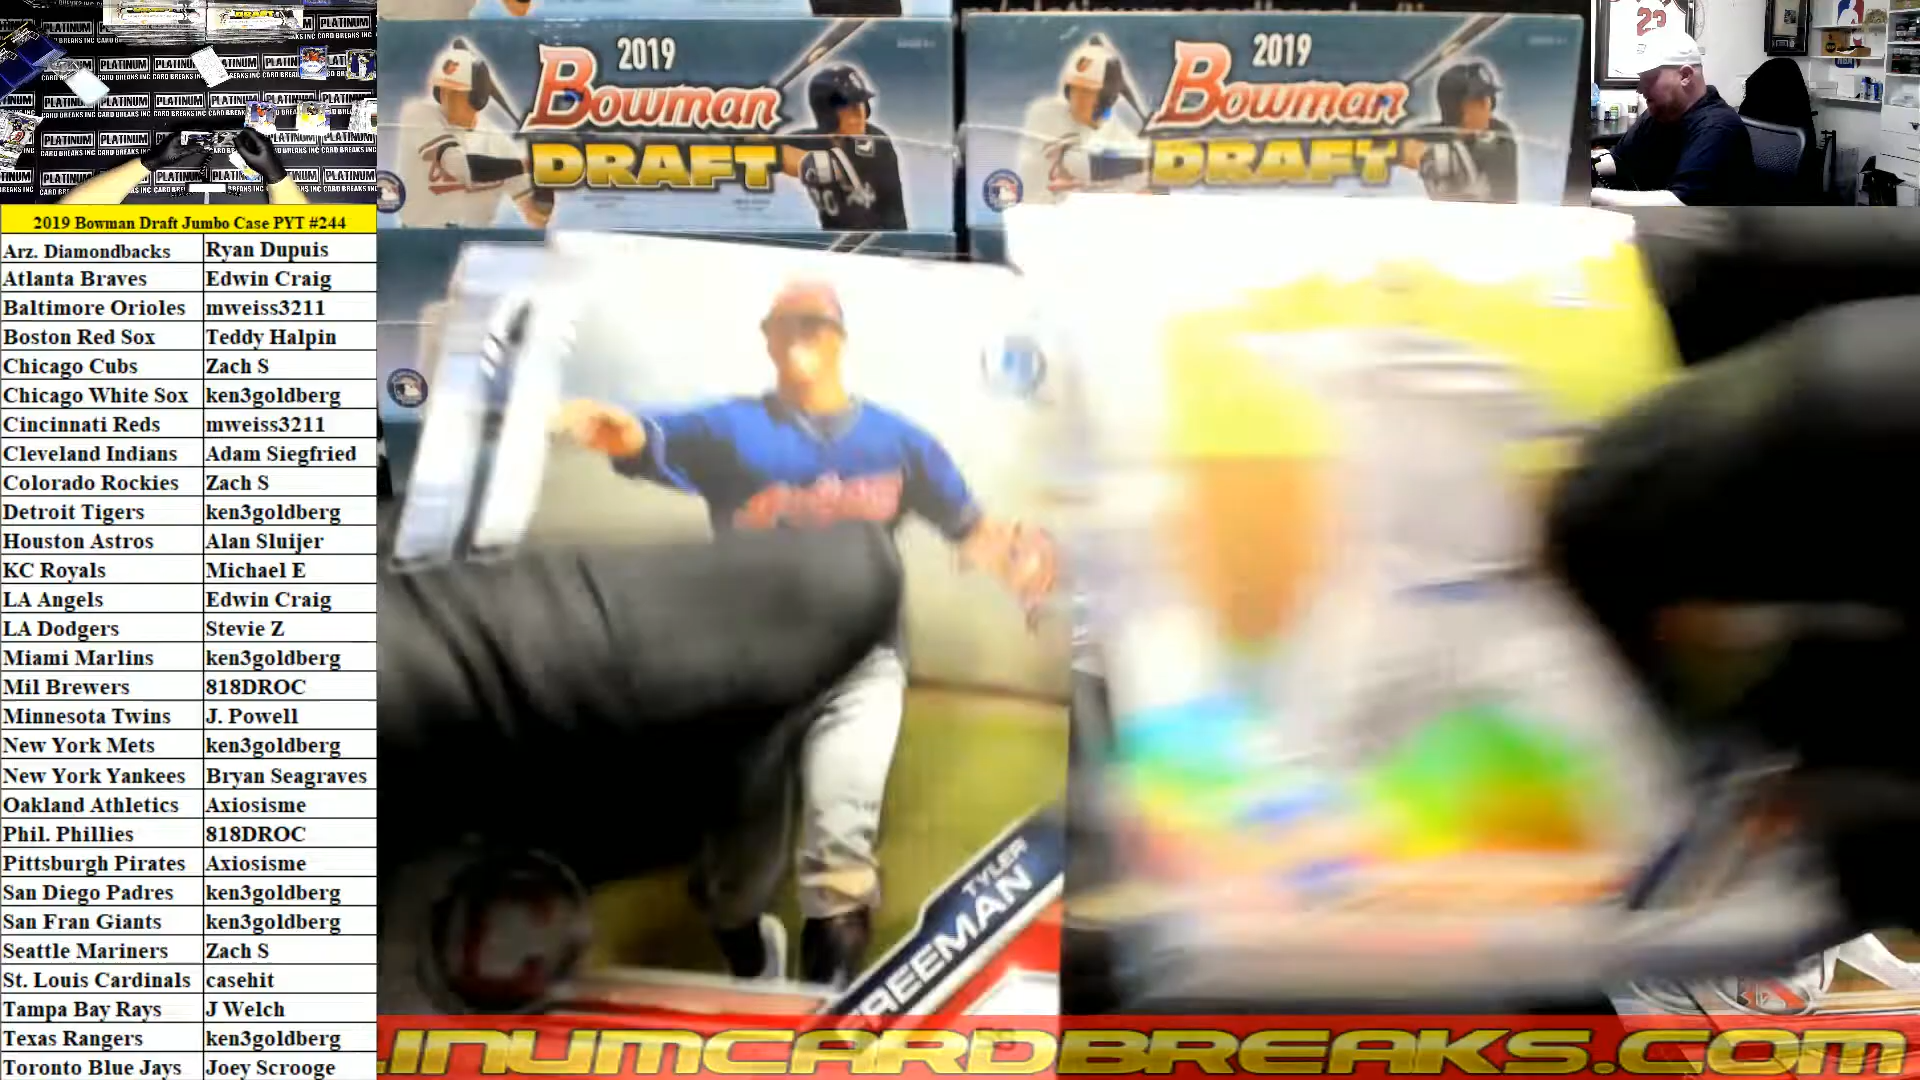 2019 Bowman Draft Jumbo Case PYT #244
Arz. Diamondbacks Ryan Dupuis
Atlanta Braves Edwin Craig
Baltimore Orioles mweiss3211
Boston Red Sox Teddy Halpin
Chicago Cubs Zach S
Chicago White Sox ken3goldberg
Cincinnati Reds mweiss3211
Cleveland Indians Adam Siegfried
Colorado Rockies Zach S
Detroit Tigers ken3goldberg
Houston Astros Alan Sluijer
KC Royals Michael E
LA Angels Edwin Craig
LA Dodgers Stevie Z
Miami Marlins ken3goldberg
Mil Brewers 818DROC
Minnesota Twins J. Powell
New York Mets ken3goldberg
New York Yankees Bryan Seagraves
Oakland Athletics Axiosisme
Phil. Phillies 818DROC
Pittsburgh Pirates Axiosisme
San Diego Padres ken3goldberg
San Fran Giants ken3goldberg
Seattle Mariners Zach S
St. Louis Cardinals casehit
Tampa Bay Rays J Welch
Texas Rangers ken3goldberg
Toronto Blue Jays Joey Scrooge
2019
Bowman
DRAFT
2019
Bowman
DRAFT
23
TYLER
FREEMAN
INUMCARDBREAKS.COM